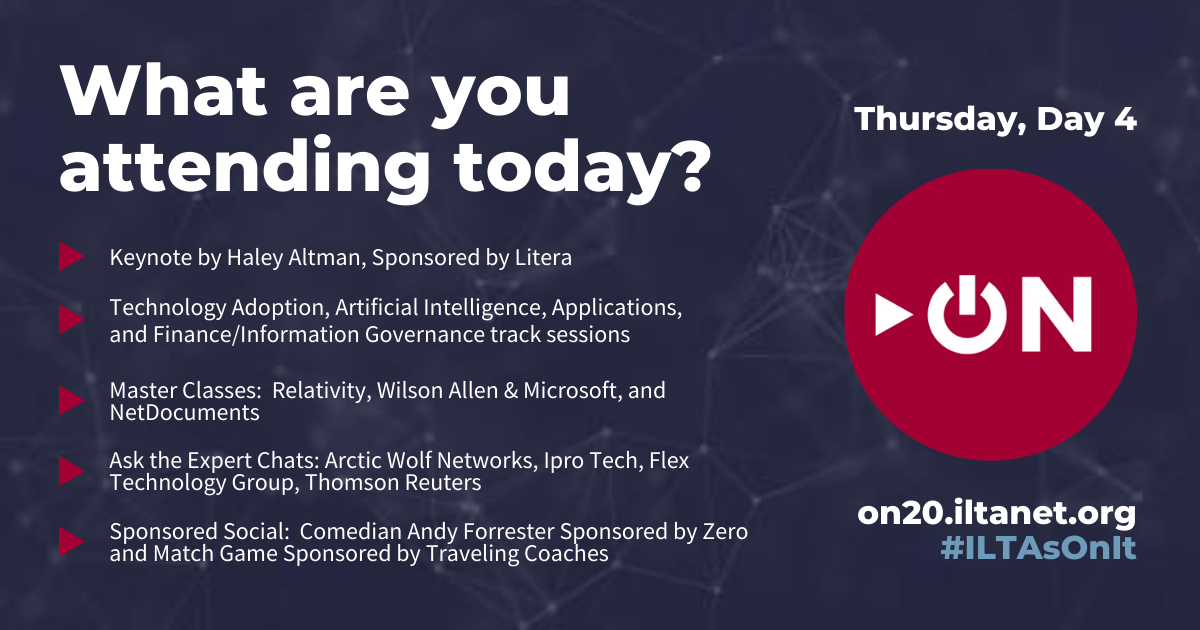 What are you
attending today?
Keynote by Haley Altman, Sponsored by Litera
Technology Adoption, Artificial Intelligence, Applications,
and Finance/Information Governance track sessions
Master Classes:  Relativity, Wilson Allen & Microsoft, and
NetDocuments
Ask the Expert Chats: Arctic Wolf Networks, Ipro Tech, Flex
Technology Group, Thomson Reuters
Sponsored Social:  Comedian Andy Forrester Sponsored by Zero
and Match Game Sponsored by Traveling Coaches
Thursday, Day 4
ON
on20.iltanet.org
#ILTAsOnIt